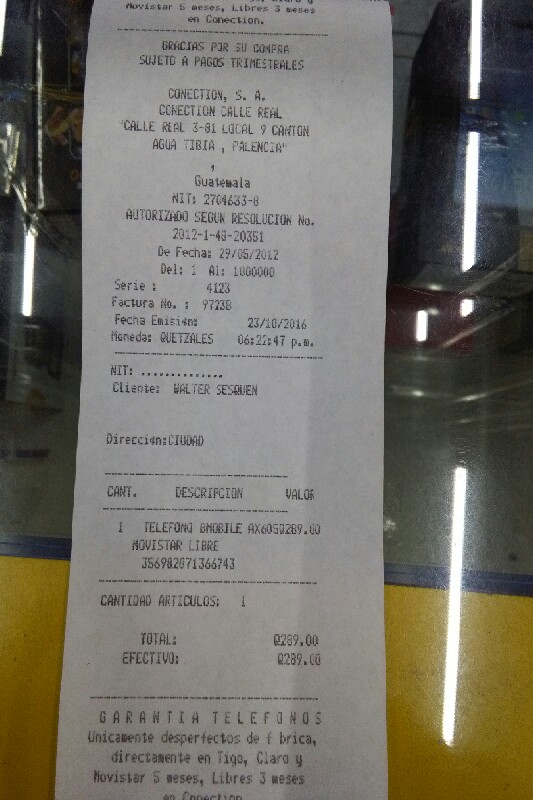 Movistar 5 meses, Libres 3 meses
en Conection.
GRACIAS POR SU COMPRA
SUJETO A PAGOS TRIMESTRALES
CONECTION, S. A.
CONECTION CALLE REAL
"CALLE REAL 3-81 LOCAL 9 CANTON
AGUA TIBIA , PALENCIA"
,
Guatemala
NIT: 2704633-8
AUTORIZADO SEGUN RESOLUCION No.
2012-1-48-20351
De Fecha: 29/05/2012
Del: 1 Al: 1000000
Serie : 4123
Factura No. : 97238
Fecha Emisi¢n: 23/10/2016
Moneda: QUETZALES 06:22:47 p.m.
NIT: ..............
Cliente: WALTER SESQUEN
Direcci¢n:CIUDAD
CANT. DESCRIPCION VALOR
1 TELEFONO BMOBILE AX605Q289.00
MOVISTAR LIBRE
356982071366743
CANTIDAD ARTICULOS: 1
TOTAL: Q289.00
EFECTIVO: Q289.00
GARANTIA TELEFONOS
Unicamente desperfectos de f brica,
directamente en Tigo, Claro y
Movistar 5 meses, Libres 3 meses
en Conection.